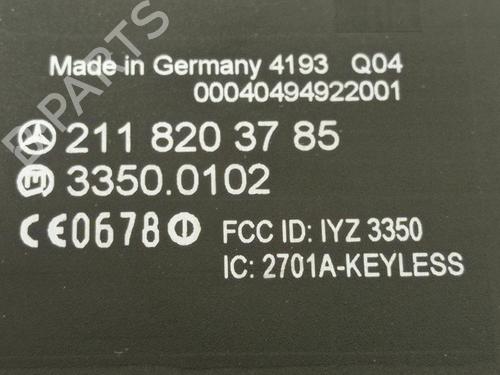 B-PARTS
Made in Germany 4193 Q04
00040494922001
211 820 37 85
3350.0102
CE0678
FCC ID: IYZ 3350
IC: 2701A-KEYLESS